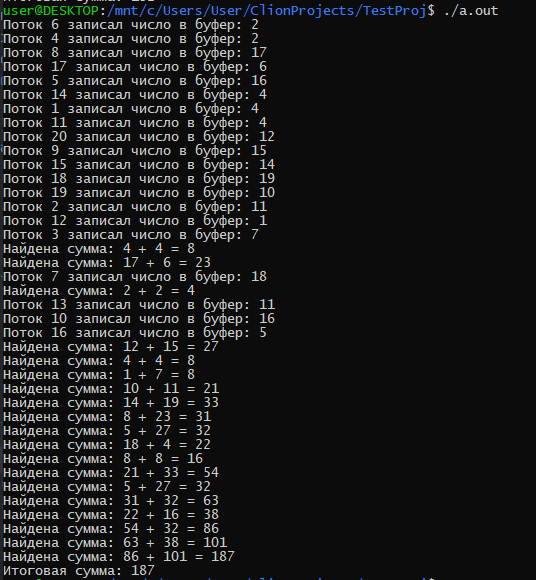 user@DESKTOP:/mnt/c/Users/User/ClionProjects/TestProj$ ./a.out
Поток 6 записал число в буфер: 2
Поток 4 записал число в буфер: 2
Поток 8 записал число в буфер: 17
Поток 17 записал число в буфер: 6
Поток 5 записал число в буфер: 16
Поток 14 записал число в буфер: 4
Поток 1 записал число в буфер: 4
Поток 11 записал число в буфер: 4
Поток 20 записал число в буфер: 12
Поток 9 записал число в буфер: 15
Поток 15 записал число в буфер: 14
Поток 18 записал число в буфер: 19
Поток 19 записал число в буфер: 10
Поток 2 записал число в буфер: 11
Поток 12 записал число в буфер: 1
Поток 3 записал число в буфер: 7
Найдена сумма: 4 + 4 = 8
Найдена сумма: 17 + 6 = 23
Поток 7 записал число в буфер: 18
Найдена сумма: 2 + 2 = 4
Поток 13 записал число в буфер: 11
Поток 10 записал число в буфер: 16
Поток 16 записал число в буфер: 5
Найдена сумма: 12 + 15 = 27
Найдена сумма: 4 + 4 = 8
Найдена сумма: 1 + 7 = 8
Найдена сумма: 10 + 11 = 21
Найдена сумма: 14 + 19 = 33
Найдена сумма: 8 + 23 = 31
Найдена сумма: 5 + 27 = 32
Найдена сумма: 18 + 4 = 22
Найдена сумма: 8 + 8 = 16
Найдена сумма: 21 + 33 = 54
Найдена сумма: 5 + 27 = 32
Найдена сумма: 31 + 32 = 63
Найдена сумма: 22 + 16 = 38
Найдена сумма: 54 + 32 = 86
Найдена сумма: 63 + 38 = 101
Найдена сумма: 86 + 101 = 187
Итоговая сумма: 187